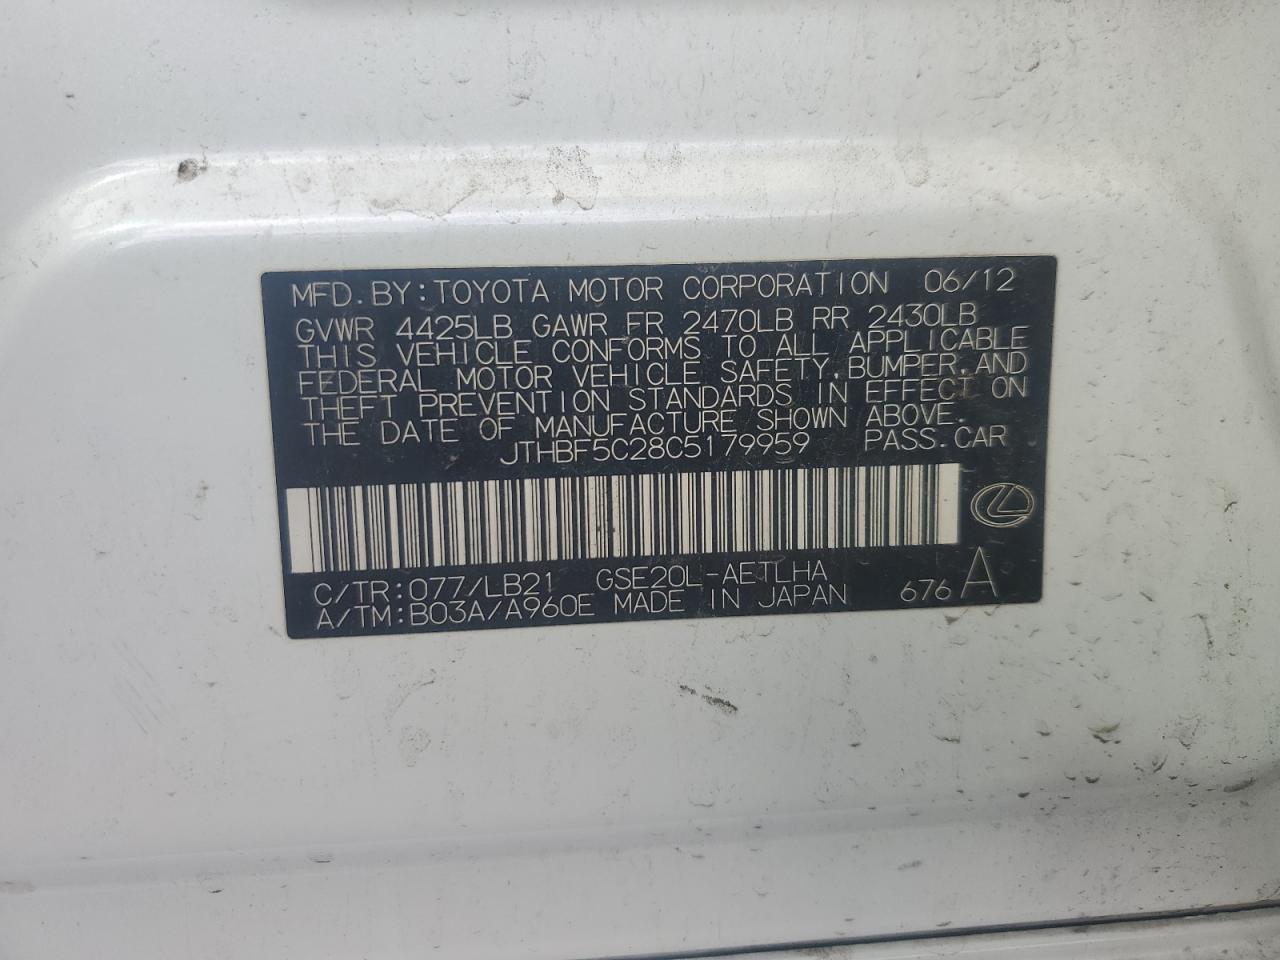 MFD. BY: TOYOTA MOTOR CORPORATION 06/12
GVWR 4425LB GAWR FR 2470LB RR 2430LB
THIS VEHICLE CONFORMS TO ALL APPLICABLE
FEDERAL MOTOR VEHICLE SAFETY, BUMPER, AND
THEFT PREVENTION STANDARDS IN EFFECT ON
THE DATE OF MANUFACTURE SHOWN ABOVE.
JTHBF5C28C5179959 PASS. CAR
C/TR: 077/LB21 GSE20L-AETLHA
A/TM: B03A/A960E MADE IN JAPAN 676 A